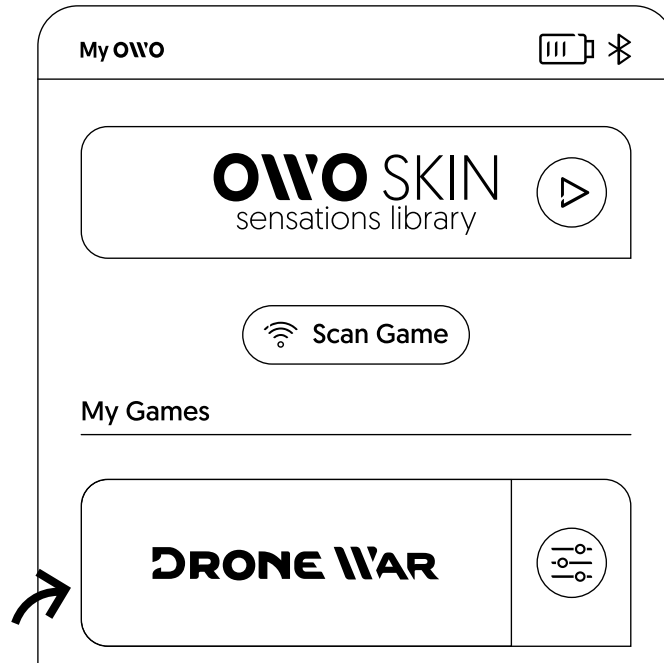 My OWO
OWO SKIN
sensations library
Scan Game
My Games
DRONE WAR